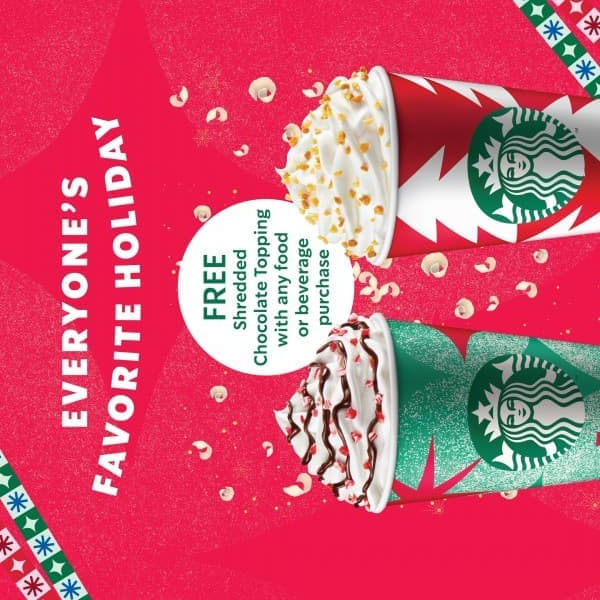 EVERYONE'S
FAVORITE HOLIDAY
FREE
Shredded
Chocolate Topping
with any food
or beverage
purchase